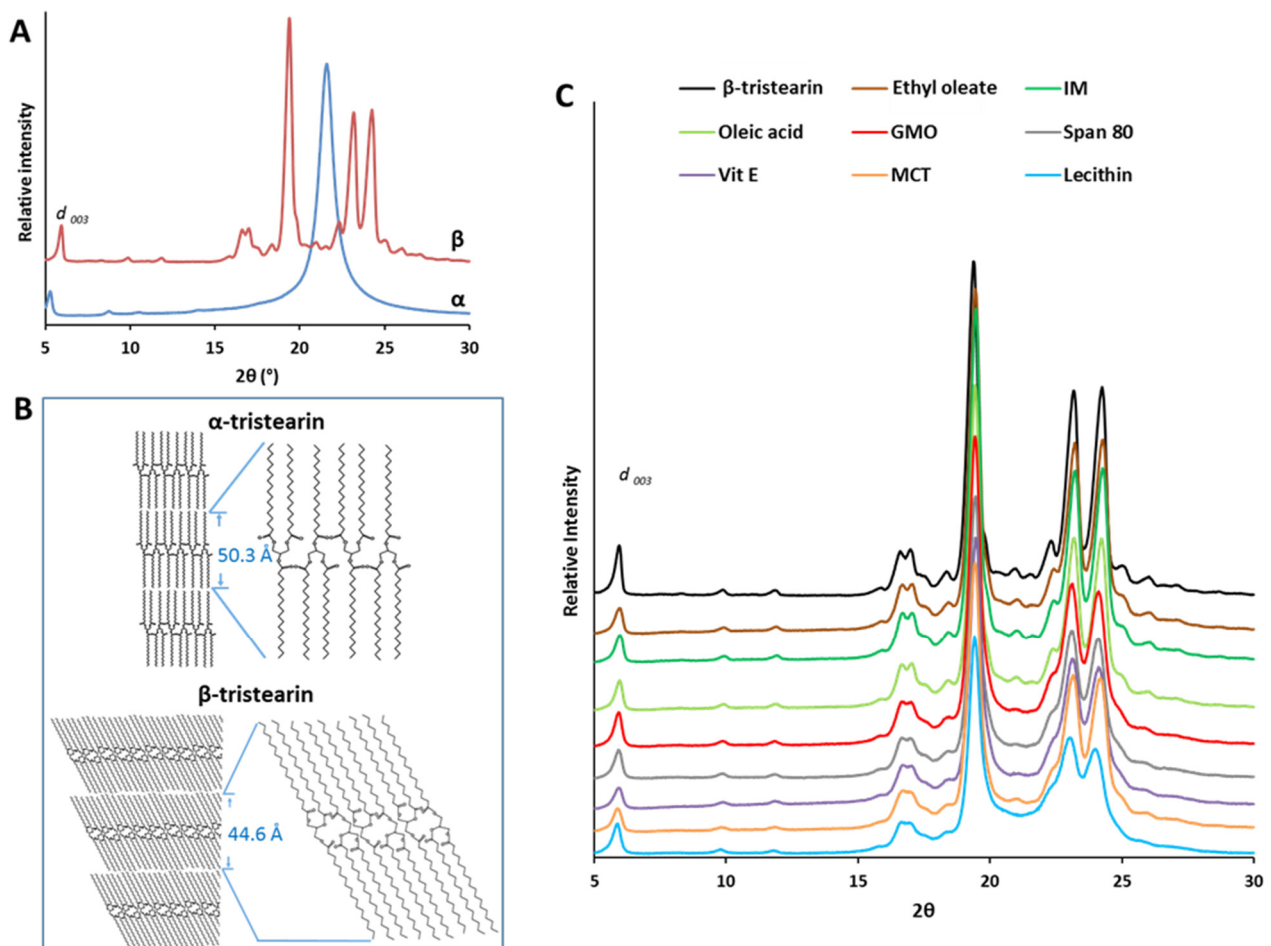 A
Relative intensity
d 003
β
α
5 10 15 20 25 30
2θ (°)
B
α-tristearin
50.3 Å
β-tristearin
44.6 Å
C
β-tristearin Ethyl oleate IM
Oleic acid GMO Span 80
Vit E MCT Lecithin
Relative Intensity
d 003
5 10 15 20 25 30
2θ